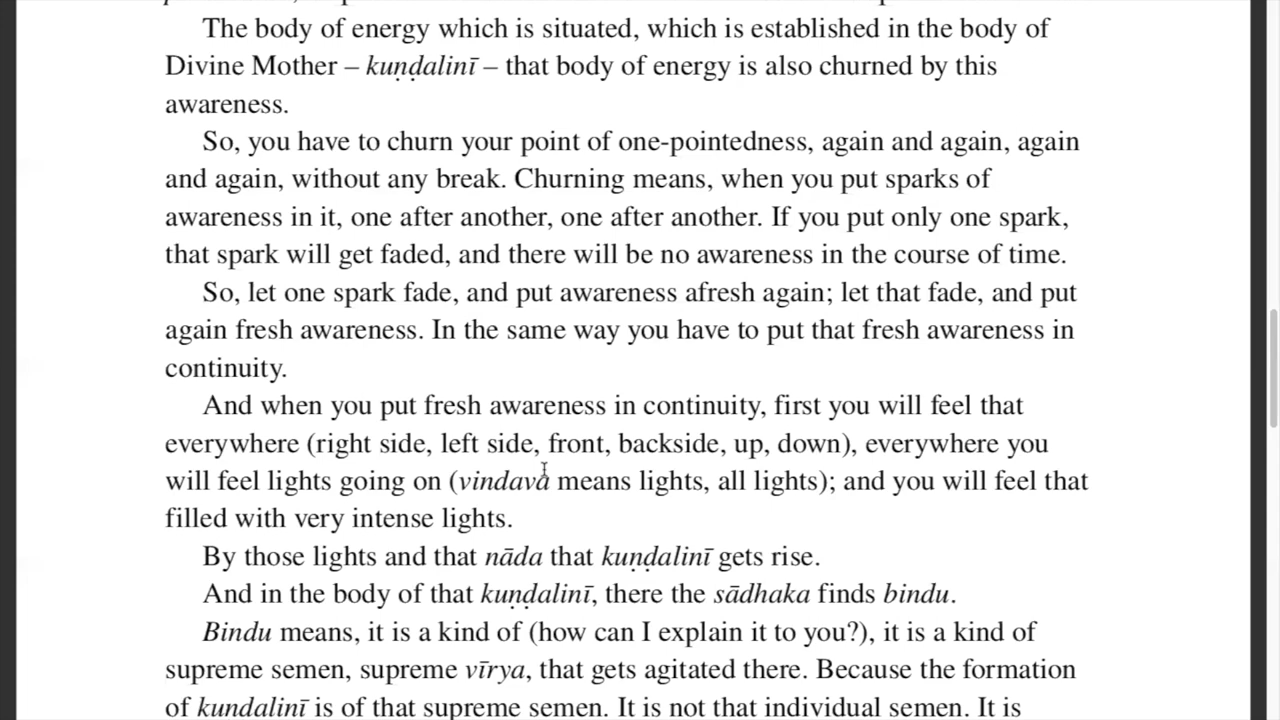 The body of energy which is situated, which is established in the body of
Divine Mother – kuṇḍalinī – that body of energy is also churned by this
awareness.
So, you have to churn your point of one-pointedness, again and again, again
and again, without any break. Churning means, when you put sparks of
awareness in it, one after another, one after another. If you put only one spark,
that spark will get faded, and there will be no awareness in the course of time.
So, let one spark fade, and put awareness afresh again; let that fade, and put
again fresh awareness. In the same way you have to put that fresh awareness in
continuity.
And when you put fresh awareness in continuity, first you will feel that
everywhere (right side, left side, front, backside, up, down), everywhere you
will feel lights going on (vindava means lights, all lights); and you will feel that
filled with very intense lights.
By those lights and that nāda that kuṇḍalinī gets rise.
And in the body of that kuṇḍalinī, there the sādhaka finds bindu.
Bindu means, it is a kind of (how can I explain it to you?), it is a kind of
supreme semen, supreme vīrya, that gets agitated there. Because the formation
of kundalinī is of that supreme semen. It is not that individual semen. It is